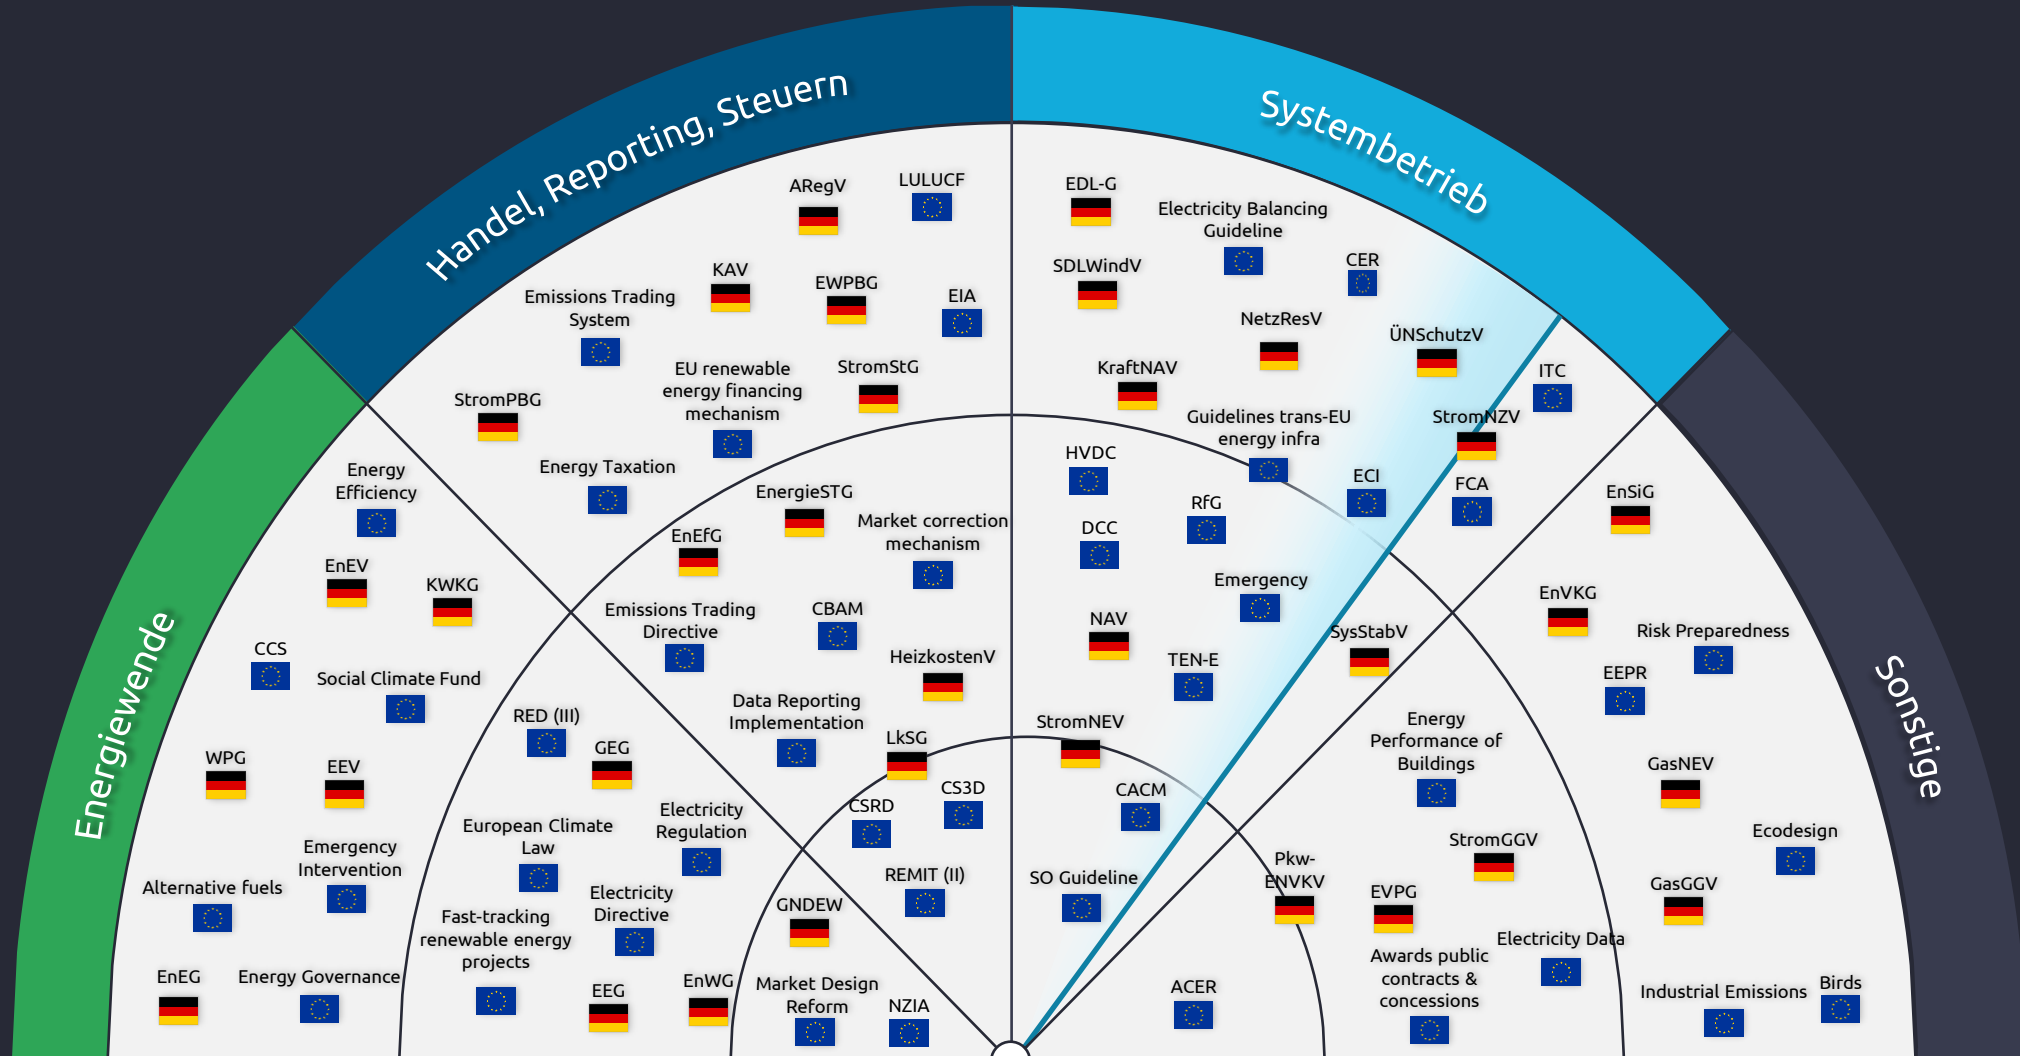 Energiewende
Handel, Reporting, Steuern
Systembetrieb
Sonstige
ARegV
LULUCF
KAV
EWPBG
EIA
Emissions Trading
System
EU renewable
energy financing
mechanism
StromStG
StromPBG
Energy Taxation
EnergieSTG
EnEfG
Market correction
mechanism
Emissions Trading
Directive
CBAM
HeizkostenV
Data Reporting
Implementation
LkSG
CSRD
CS3D
REMIT (II)
Energy
Efficiency
EnEV
KWKG
CCS
Social Climate Fund
WPG
EEV
Emergency
Intervention
Alternative fuels
EnEG
Energy Governance
RED (III)
GEG
European Climate
Law
Electricity
Regulation
Electricity
Directive
Fast-tracking
renewable energy
projects
EEG
EnWG
GNDEW
Market Design
Reform
NZIA
EDL-G
Electricity Balancing
Guideline
CER
SDLWindV
NetzResV
ÜNSchutzV
KraftNAV
ITC
Guidelines trans-EU
energy infra
StromNZV
ECI
FCA
HVDC
RfG
DCC
Emergency
NAV
SysStabV
TEN-E
StromNEV
CACM
SO Guideline
EnSiG
EnVKG
Risk Preparedness
EEPR
Energy
Performance of
Buildings
GasNEV
StromGGV
Ecodesign
Pkw-
ENVKV
EVPG
GasGGV
Electricity Data
Awards public
contracts &
concessions
ACER
Industrial Emissions
Birds